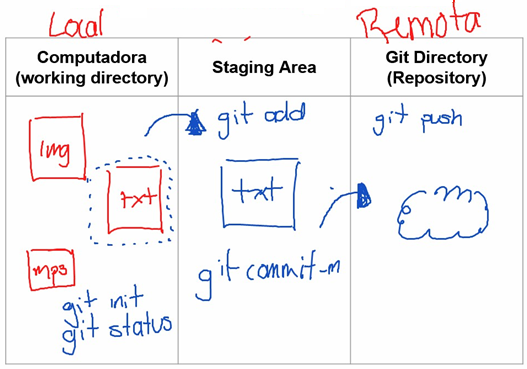 Local
Remota
Computadora
(working directory)
Staging Area
Git Directory
(Repository)
Img
txt
mp3
git init
git status
git add
txt
git commit-m
git push
m